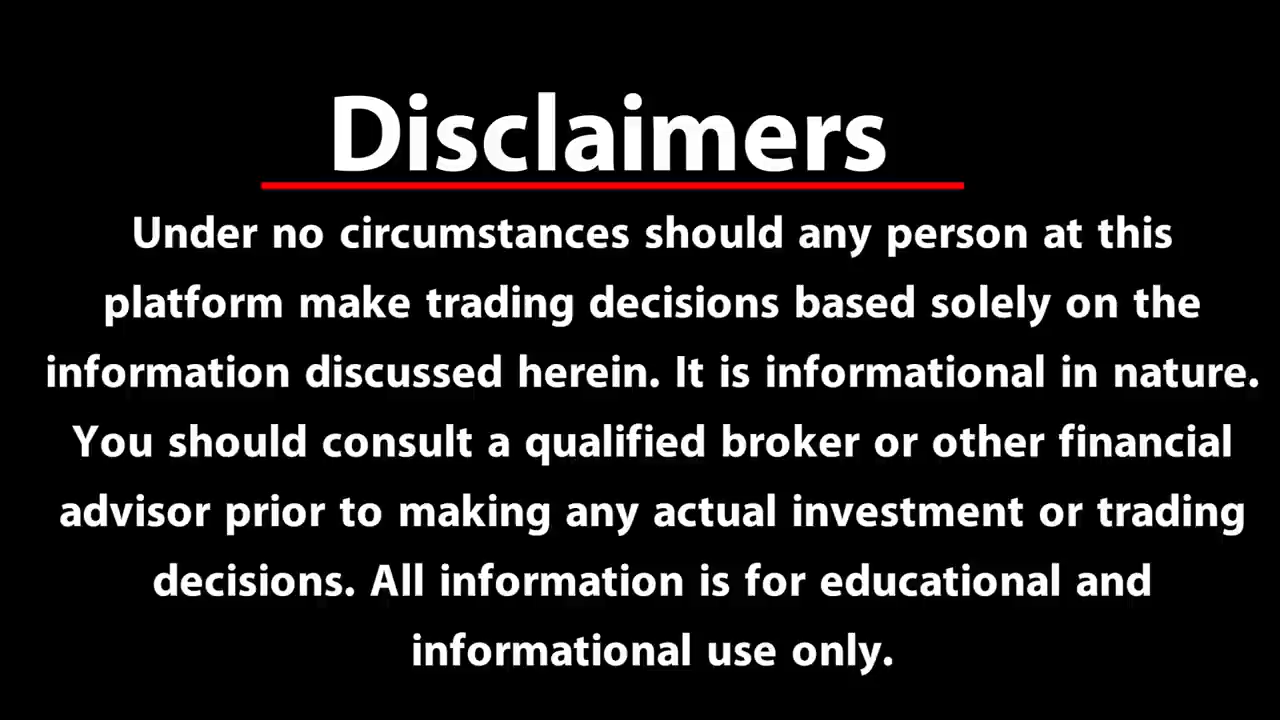 Disclaimers
Under no circumstances should any person at this
platform make trading decisions based solely on the
information discussed herein. It is informational in nature.
You should consult a qualified broker or other financial
advisor prior to making any actual investment or trading
decisions. All information is for educational and
informational use only.